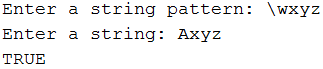 Enter a string pattern: \wxyz
Enter a string: Axyz
TRUE